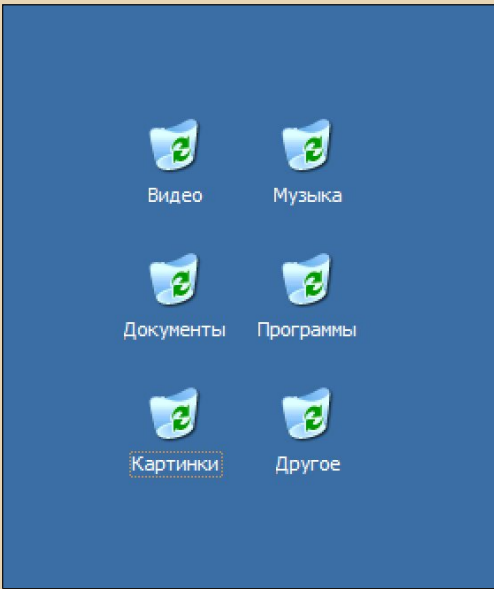 Видео
Музыка
Документы
Программы
Картинки
Другое